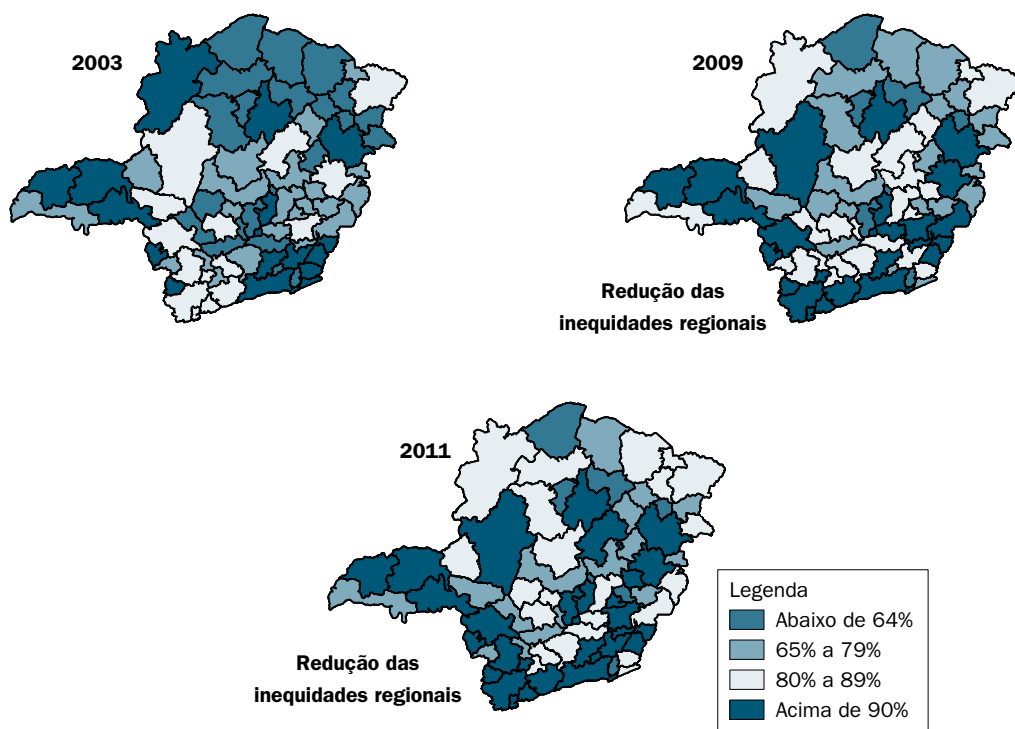 2003
2009
Redução das
inequidades regionais
2011
Redução das
inequidades regionais
Legenda
Abaixo de 64%
65% a 79%
80% a 89%
Acima de 90%